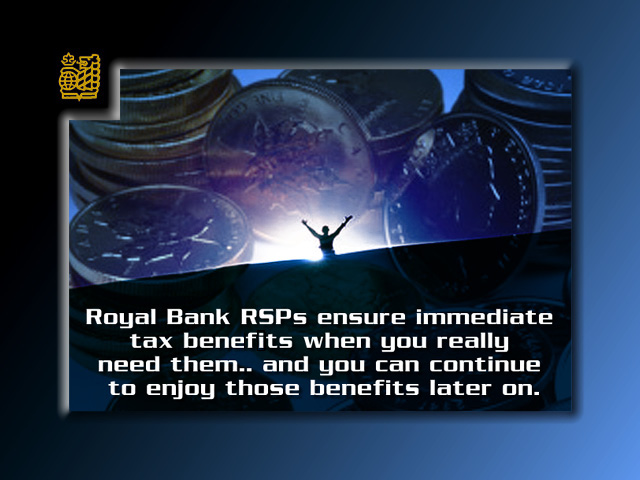 Royal Bank RSPs ensure immediate
tax benefits when you really
need them.. and you can continue
to enjoy those benefits later on.